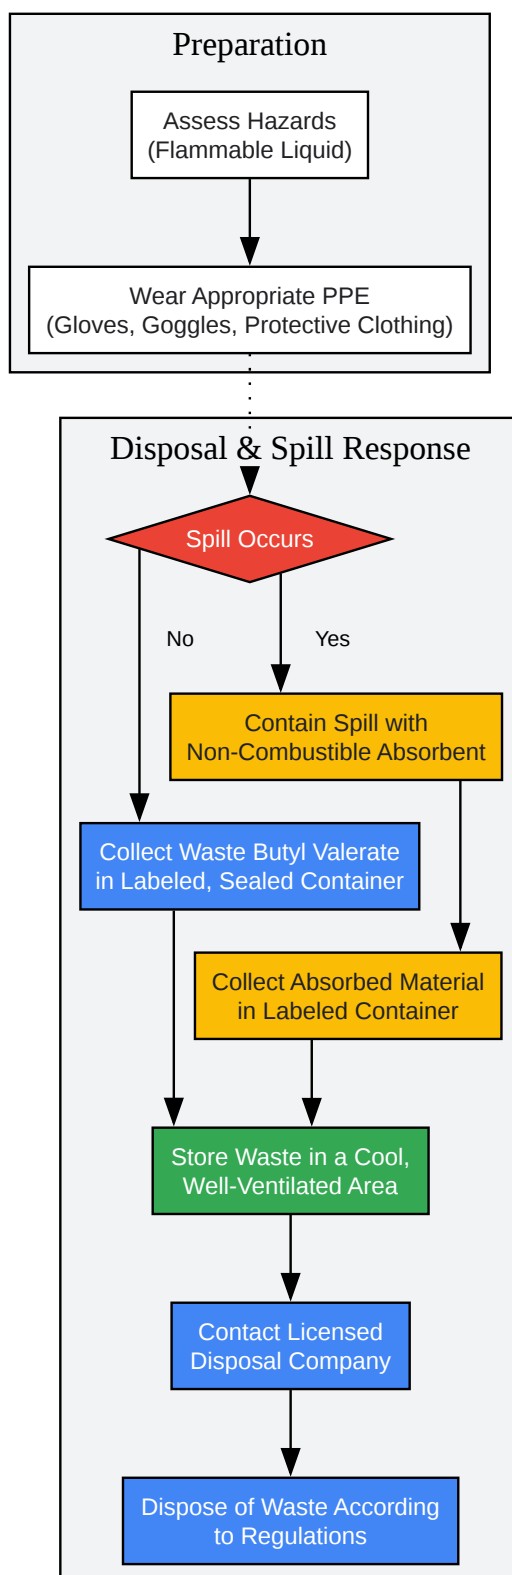 Preparation
Assess Hazards
(Flammable Liquid)
Wear Appropriate PPE
(Gloves, Goggles, Protective Clothing)
Disposal & Spill Response
Spill Occurs
No
Yes
Contain Spill with
Non-Combustible Absorbent
Collect Waste Butyl Valerate
in Labeled, Sealed Container
Collect Absorbed Material
in Labeled Container
Store Waste in a Cool,
Well-Ventilated Area
Contact Licensed
Disposal Company
Dispose of Waste According
to Regulations